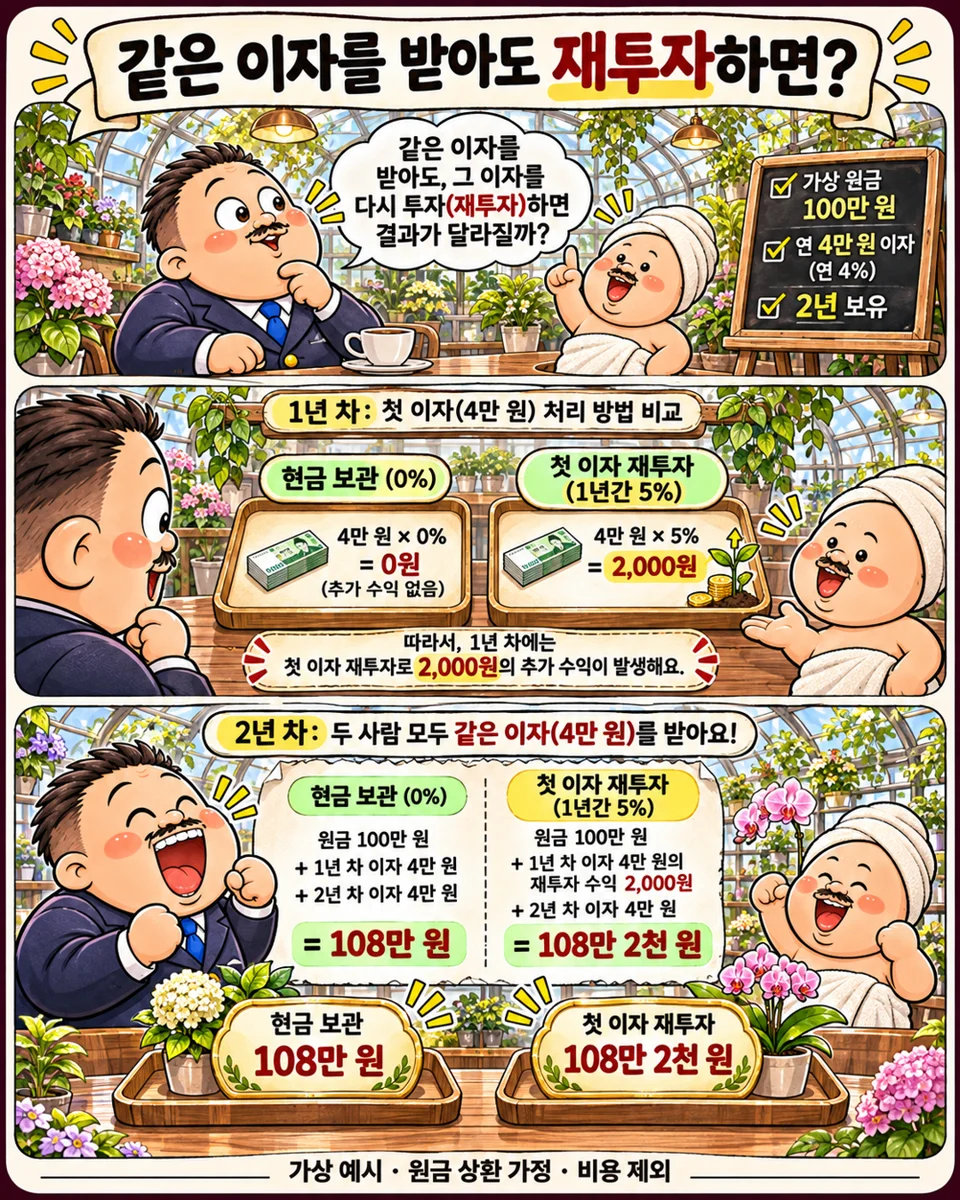 같은 이자를 받아도 재투자하면?
같은 이자를
받아도, 그 이자를
다시 투자(재투자)하면
결과가 달라질까?
가상 원금
100만 원
연 4만 원 이자
(연 4%)
2년 보유
1년 차: 첫 이자(4만 원) 처리 방법 비교
현금 보관 (0%)
4만 원 × 0%
= 0원
(추가 수익 없음)
첫 이자 재투자
(1년간 5%)
4만 원 × 5%
= 2,000원
따라서, 1년 차에는
첫 이자 재투자로 2,000원의 추가 수익이 발생해요.
2년 차: 두 사람 모두 같은 이자(4만 원)를 받아요!
현금 보관 (0%)
원금 100만 원
+ 1년 차 이자 4만 원
+ 2년 차 이자 4만 원
= 108만 원
첫 이자 재투자
(1년간 5%)
원금 100만 원
+ 1년 차 이자 4만 원의
재투자 수익 2,000원
+ 2년 차 이자 4만 원
= 108만 2천 원
현금 보관
108만 원
첫 이자 재투자
108만 2천 원
가상 예시 · 원금 상환 가정 · 비용 제외